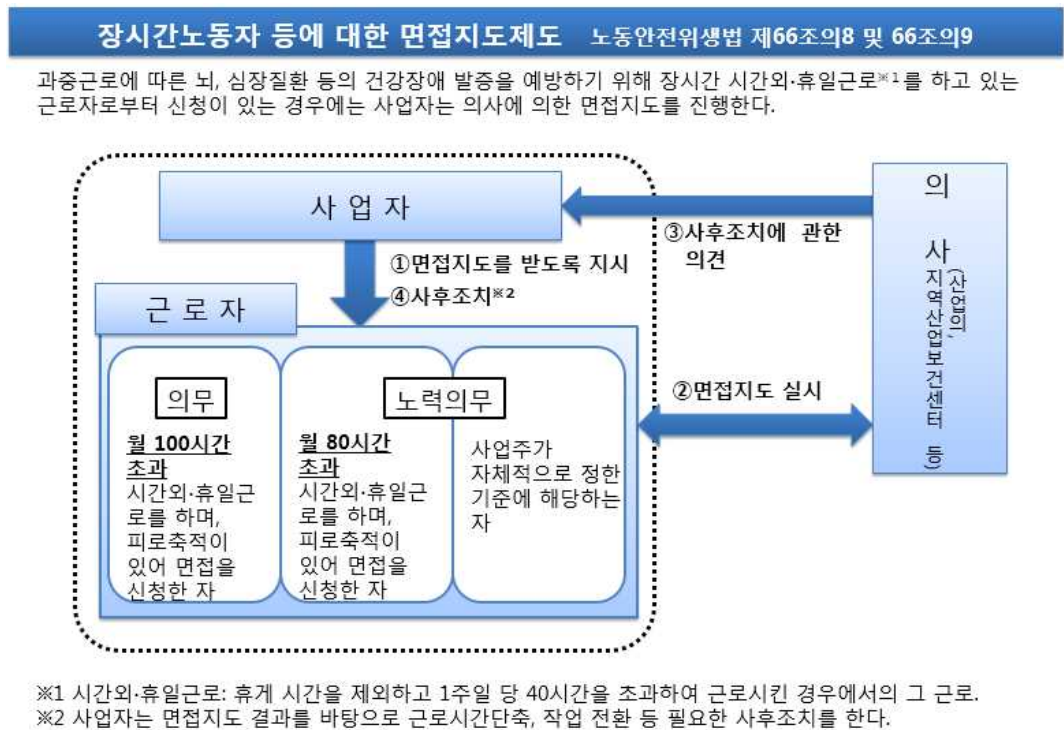 장시간노동자 등에 대한 면접지도제도 노동안전위생법 제66조의8 및 66조의9
과중근로에 따른 뇌, 심장질환 등의 건강장애 발증을 예방하기 위해 장시간 시간외·휴일근로※1를 하고 있는
근로자로부터 신청이 있는 경우에는 사업자는 의사에 의한 면접지도를 진행한다.
사 업 자
①면접지도를 받도록 지시
④사후조치※2
③사후조치에 관한
의견
의 사
(산업의,
지역산업보건센터 등)
근 로 자
②면접지도 실시
의무
월 100시간
초과
시간외·휴일근
로를 하며,
피로축적이
있어 면접을
신청한 자
노력의무
월 80시간
초과
시간외·휴일근
로를 하며,
피로축적이
있어 면접을
신청한 자
사업주가
자체적으로 정한
기준에 해당하는
자
※1 시간외·휴일근로: 휴게 시간을 제외하고 1주일 당 40시간을 초과하여 근로시킨 경우에서의 그 근로.
※2 사업자는 면접지도 결과를 바탕으로 근로시간단축, 작업 전환 등 필요한 사후조치를 한다.